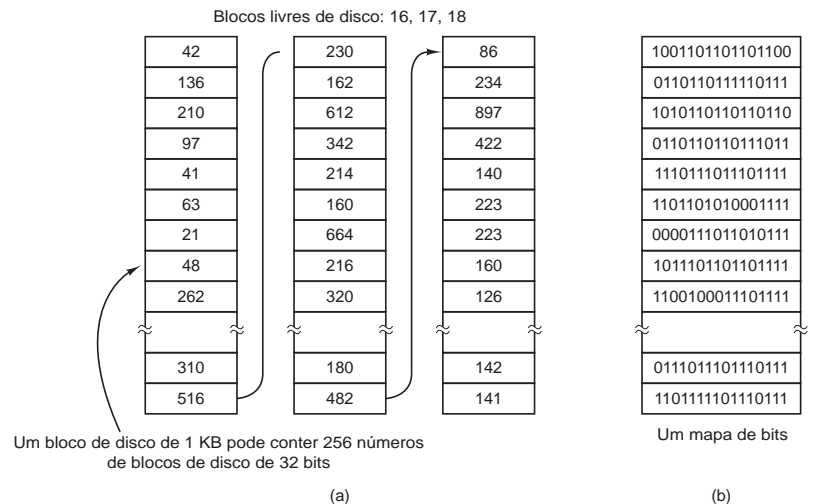 Blocos livres de disco: 16, 17, 18
42 230 86 1001101101101100
136 162 234 0110110111110111
210 612 897 1010110110110110
97 342 422 0110110110111011
41 214 140 1110111011101111
63 160 223 1101101010001111
21 664 223 0000111011010111
48 216 160 1011101101101111
262 320 126 1100100011101111
310 180 142 0111011101110111
516 482 141 1101111101110111
Um bloco de disco de 1 KB pode conter 256 números
de blocos de disco de 32 bits
Um mapa de bits
(a) (b)